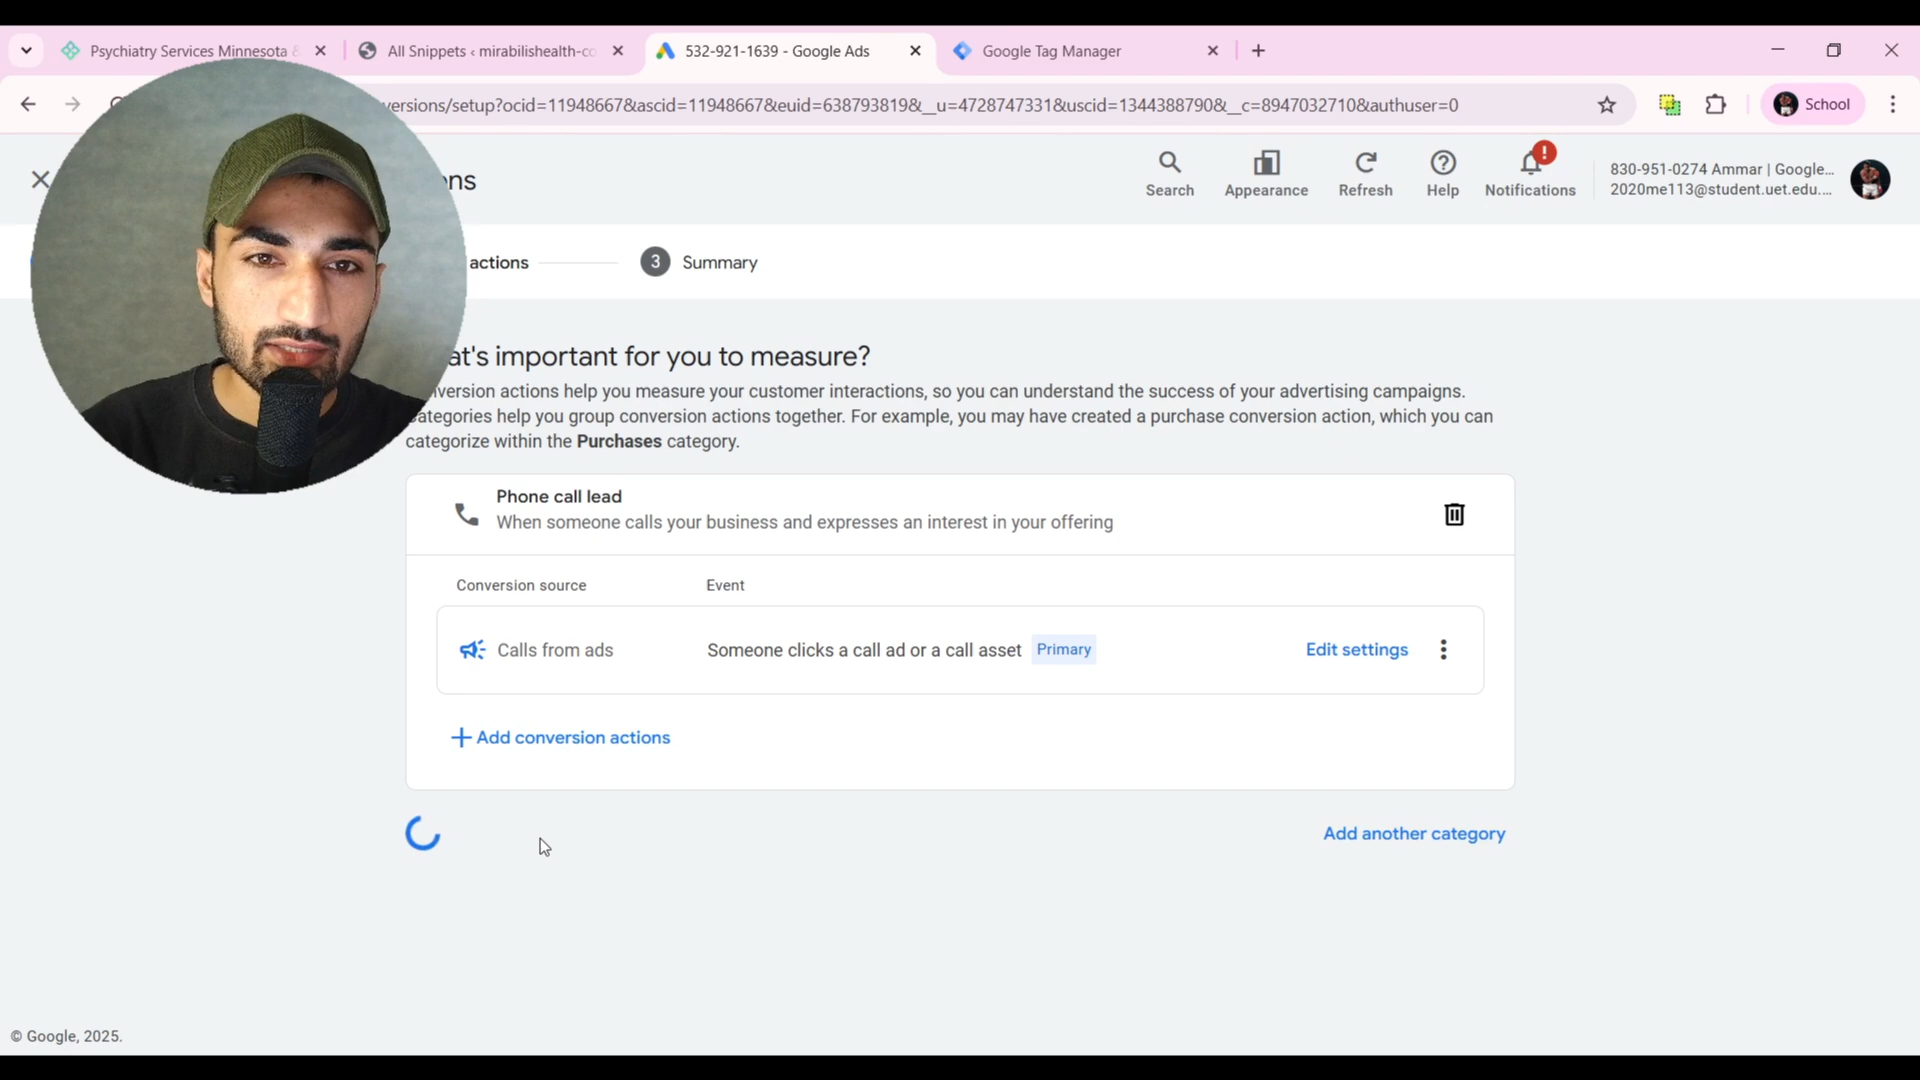 Psychiatry Services Minnesota &
All Snippets ‹ mirabilishealth-co
532-921-1639 - Google Ads
Google Tag Manager
versions/setup?ocid=11948667&ascid=11948667&euid=638793819&__u=4728747331&uscid=1344388790&__c=8947032710&authuser=0
School
ns
Search
Appearance
Refresh
Help
Notifications
830-951-0274 Ammar | Google...
2020me113@student.uet.edu....
actions
3
Summary
at's important for you to measure?
nversion actions help you measure your customer interactions, so you can understand the success of your advertising campaigns.
ategories help you group conversion actions together. For example, you may have created a purchase conversion action, which you can
categorize within the Purchases category.
Phone call lead
When someone calls your business and expresses an interest in your offering
Conversion source
Event
Calls from ads
Someone clicks a call ad or a call asset
Primary
Edit settings
+ Add conversion actions
Add another category
© Google, 2025.